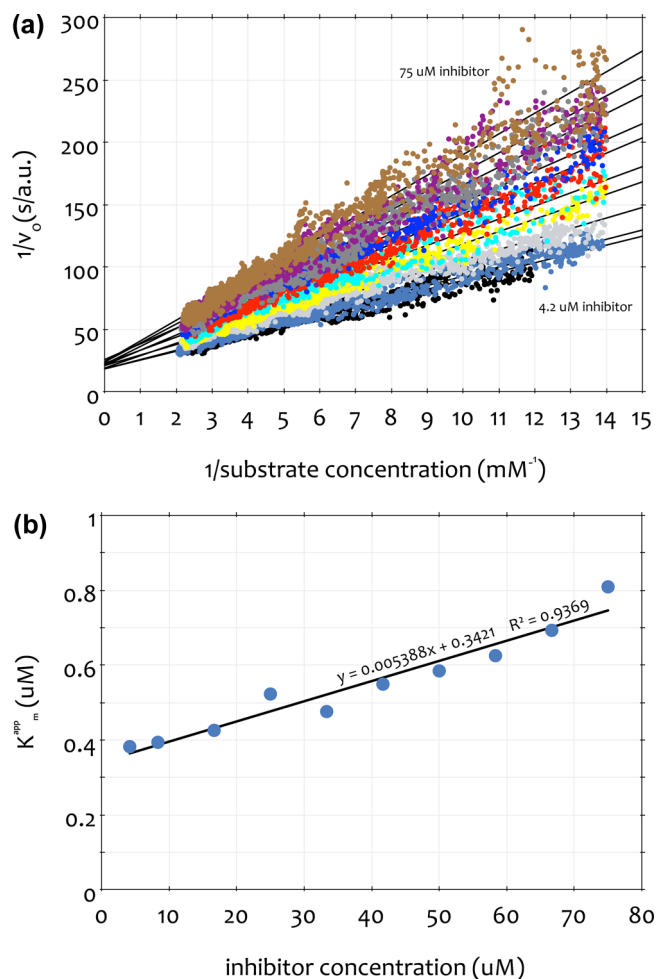 (a)
300
250
200
150
100
50
0
1/vo(s/a.u.)
75 uM inhibitor
4.2 uM inhibitor
0 1 2 3 4 5 6 7 8 9 10 11 12 13 14 15
1/substrate concentration (mM⁻¹)
(b)
1
0.8
0.6
0.4
0.2
0
K^app_m (uM)
y = 0.005388x + 0.3421 R² = 0.9369
0 10 20 30 40 50 60 70 80
inhibitor concentration (uM)